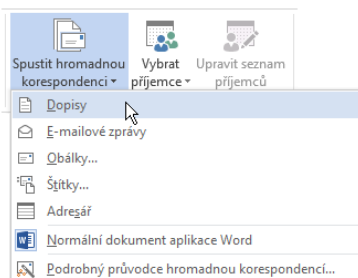 Spustit hromadnou Vybrat Upravit seznam
korespondenci příjemce příjemců
Dopisy
E-mailové zprávy
Obálky...
Štítky...
Adresář
Normální dokument aplikace Word
Podrobný průvodce hromadnou korespondencí...